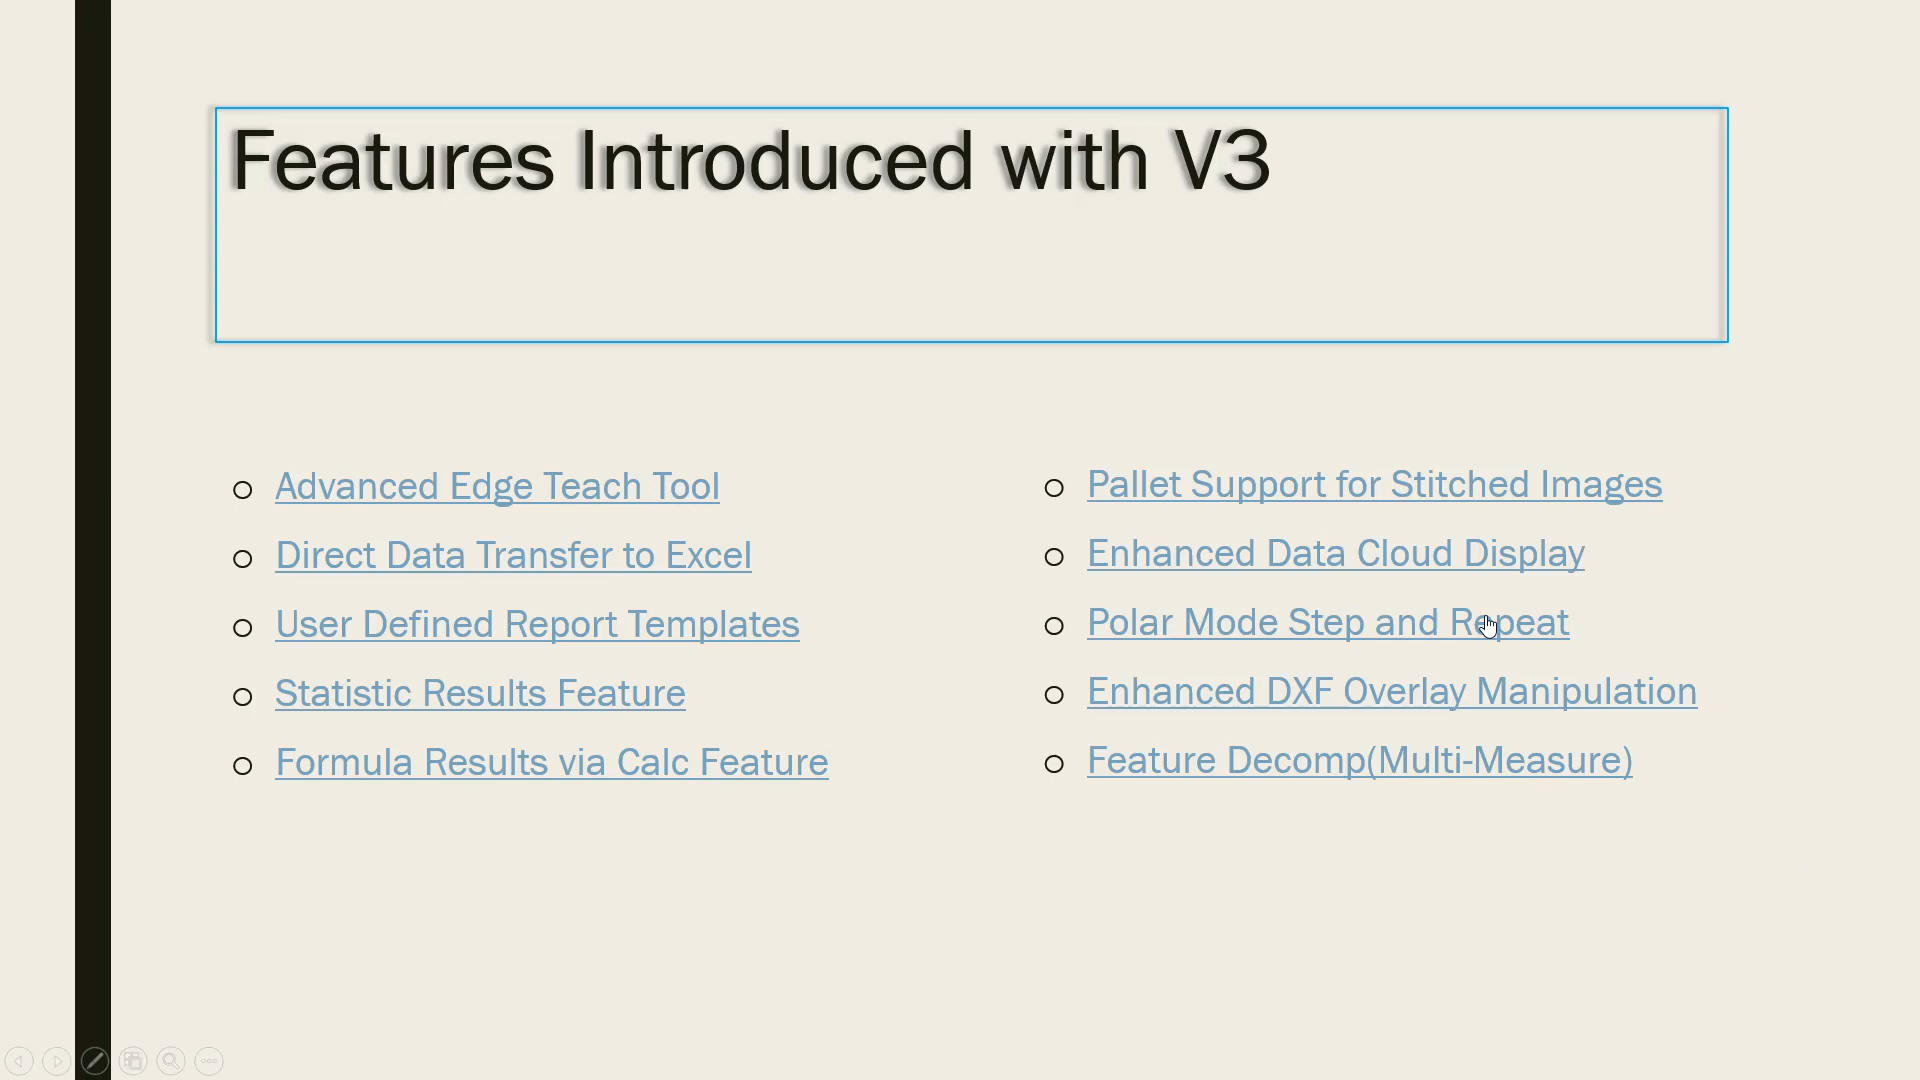 Features Introduced with V3
Advanced Edge Teach Tool
Direct Data Transfer to Excel
User Defined Report Templates
Statistic Results Feature
Formula Results via Calc Feature
Pallet Support for Stitched Images
Enhanced Data Cloud Display
Polar Mode Step and Repeat
Enhanced DXF Overlay Manipulation
Feature Decomp(Multi-Measure)